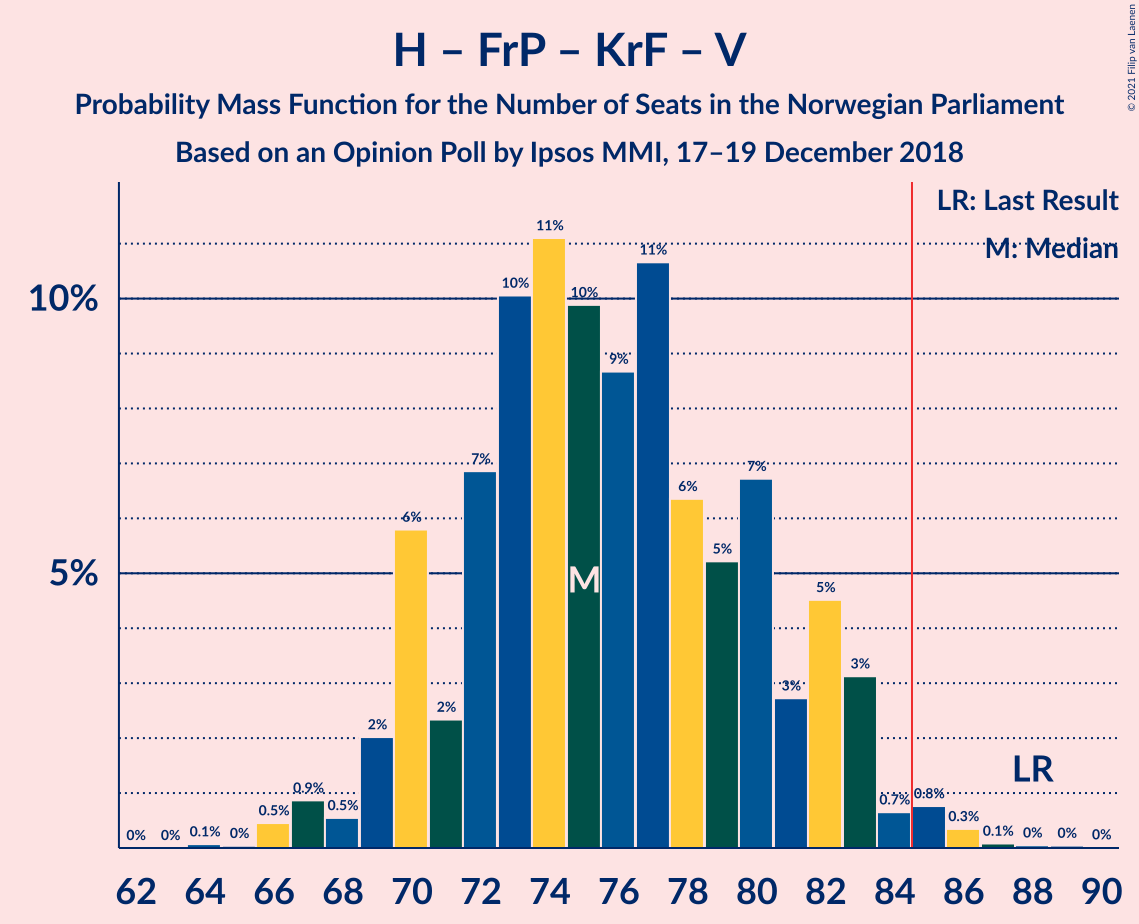 H – FrP – KrF – V
Probability Mass Function for the Number of Seats in the Norwegian Parliament
Based on an Opinion Poll by Ipsos MMI, 17–19 December 2018
© 2021 Filip van Laenen
LR: Last Result
M: Median
10%
5%
0% 0% 0.1% 0% 0.5% 0.9% 0.5% 2% 6% 2% 7% 10% 11% 10% 9% 11% 6% 5% 7% 3% 5% 3% 0.7% 0.8% 0.3% 0.1% 0% 0% 0%
M
LR
62 64 66 68 70 72 74 76 78 80 82 84 86 88 90